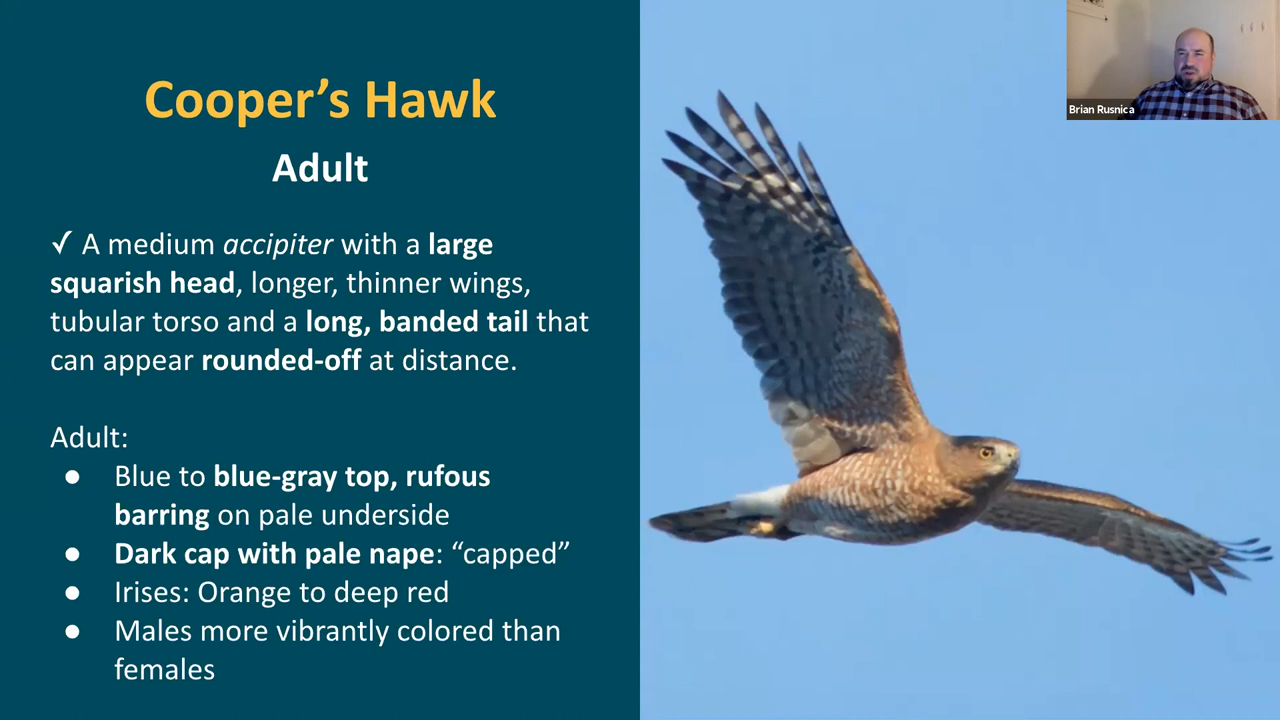 Cooper’s Hawk
Adult
✓ A medium accipiter with a large
squarish head, longer, thinner wings,
tubular torso and a long, banded tail that
can appear rounded-off at distance.
Adult:
● Blue to blue-gray top, rufous
barring on pale underside
● Dark cap with pale nape: “capped”
● Irises: Orange to deep red
● Males more vibrantly colored than
females
Brian Rusnica